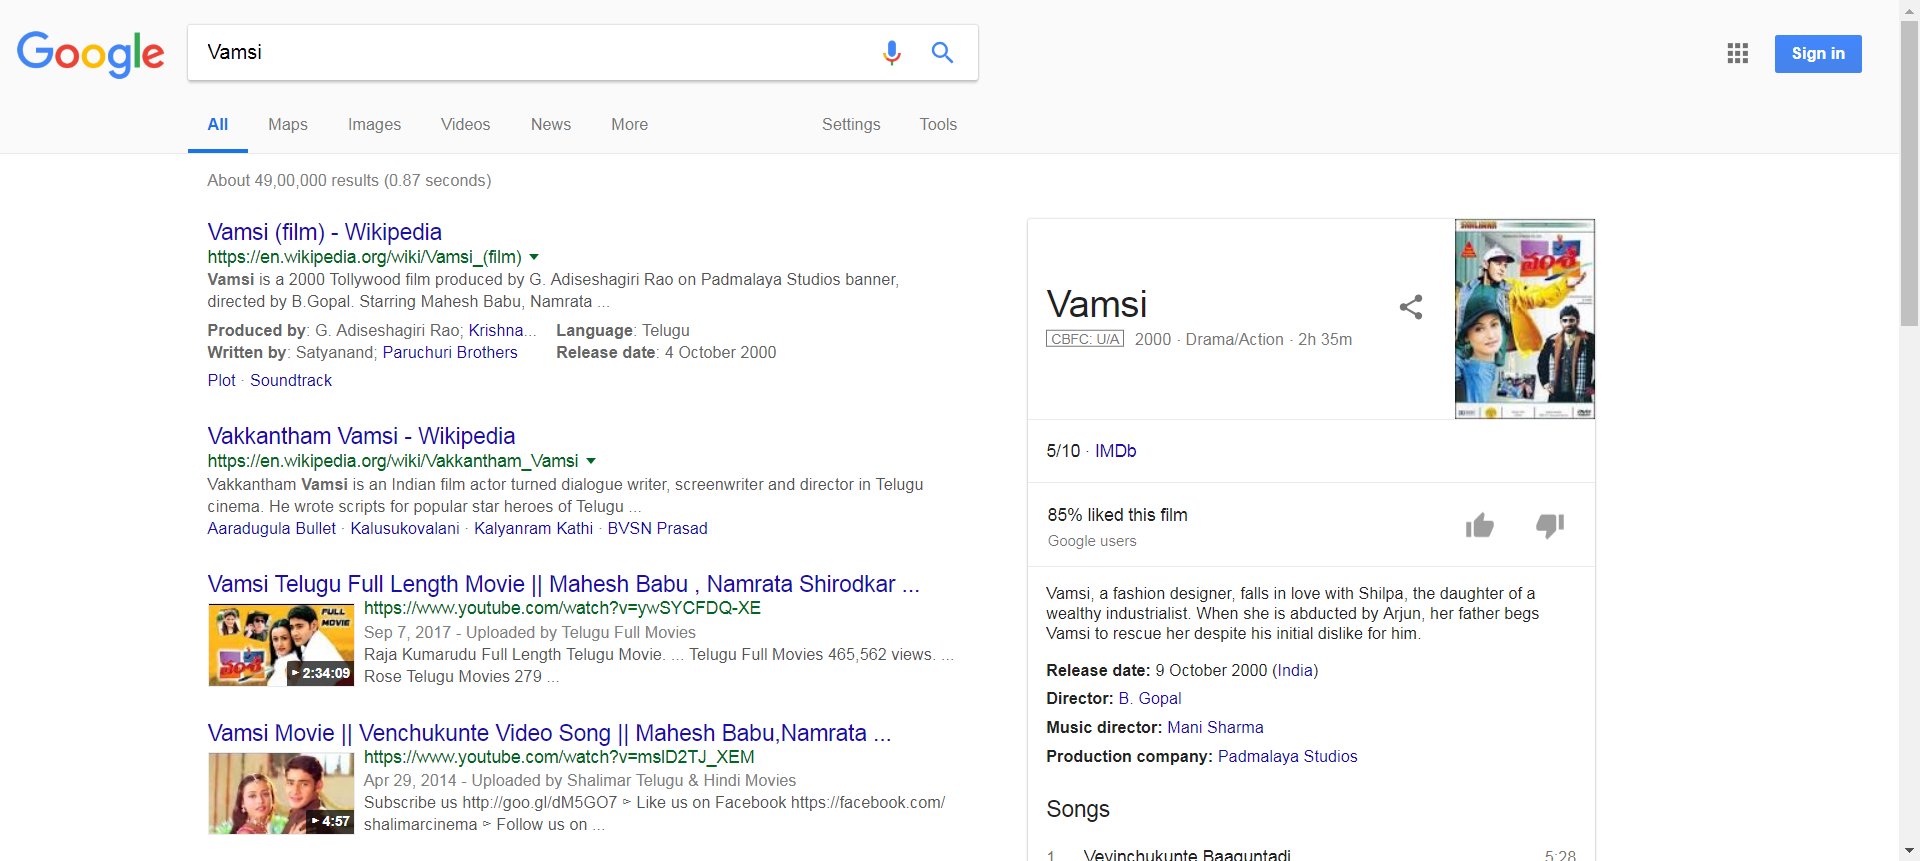 Google
Vamsi
Sign in
All Maps Images Videos News More Settings Tools
About 49,00,000 results (0.87 seconds)
Vamsi (film) - Wikipedia
https://en.wikipedia.org/wiki/Vamsi_(film)
Vamsi is a 2000 Tollywood film produced by G. Adiseshagiri Rao on Padmalaya Studios banner,
directed by B.Gopal. Starring Mahesh Babu, Namrata ...
Produced by: G. Adiseshagiri Rao; Krishna... Language: Telugu
Written by: Satyanand; Paruchuri Brothers Release date: 4 October 2000
Plot · Soundtrack
Vakkantham Vamsi - Wikipedia
https://en.wikipedia.org/wiki/Vakkantham_Vamsi
Vakkantham Vamsi is an Indian film actor turned dialogue writer, screenwriter and director in Telugu
cinema. He wrote scripts for popular star heroes of Telugu ...
Aaradugula Bullet · Kalusukovalani · Kalyanram Kathi · BVSN Prasad
Vamsi Telugu Full Length Movie || Mahesh Babu , Namrata Shirodkar ...
FULL
MOVIE
వంశీ
2:34:09
https://www.youtube.com/watch?v=ywSYCFDQ-XE
Sep 7, 2017 - Uploaded by Telugu Full Movies
Raja Kumarudu Full Length Telugu Movie. ... Telugu Full Movies 465,562 views. ...
Rose Telugu Movies 279 ...
Vamsi Movie || Venchukunte Video Song || Mahesh Babu,Namrata ...
4:57
https://www.youtube.com/watch?v=mslD2TJ_XEM
Apr 29, 2014 - Uploaded by Shalimar Telugu & Hindi Movies
Subscribe us http://goo.gl/dM5GO7 ▻ Like us on Facebook https://facebook.com/
shalimarcinema ▻ Follow us on ...
వంశీ
Vamsi
CBFC: U/A 2000 · Drama/Action · 2h 35m
5/10 · IMDb
85% liked this film
Google users
Vamsi, a fashion designer, falls in love with Shilpa, the daughter of a
wealthy industrialist. When she is abducted by Arjun, her father begs
Vamsi to rescue her despite his initial dislike for him.
Release date: 9 October 2000 (India)
Director: B. Gopal
Music director: Mani Sharma
Production company: Padmalaya Studios
Songs
1 Vevinchukunte Baaguntadi 5:28